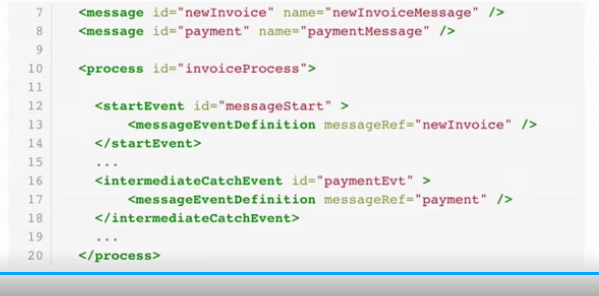 7 <message id="newInvoice" name="newInvoiceMessage" />
8 <message id="payment" name="paymentMessage" />
9
10 <process id="invoiceProcess">
11
12 <startEvent id="messageStart" >
13 <messageEventDefinition messageRef="newInvoice" />
14 </startEvent>
15 ...
16 <intermediateCatchEvent id="paymentEvt" >
17 <messageEventDefinition messageRef="payment" />
18 </intermediateCatchEvent>
19 ...
20 </process>